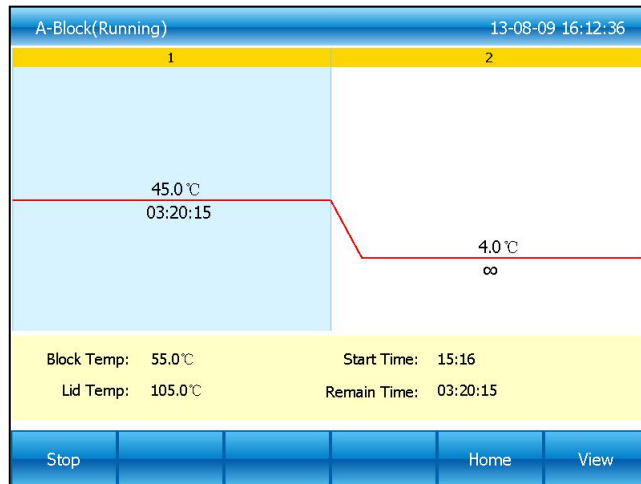 A-Block(Running) 13-08-09 16:12:36
1 2
45.0℃
03:20:15
4.0℃
∞
Block Temp: 55.0℃ Start Time: 15:16
Lid Temp: 105.0℃ Remain Time: 03:20:15
Stop Home View